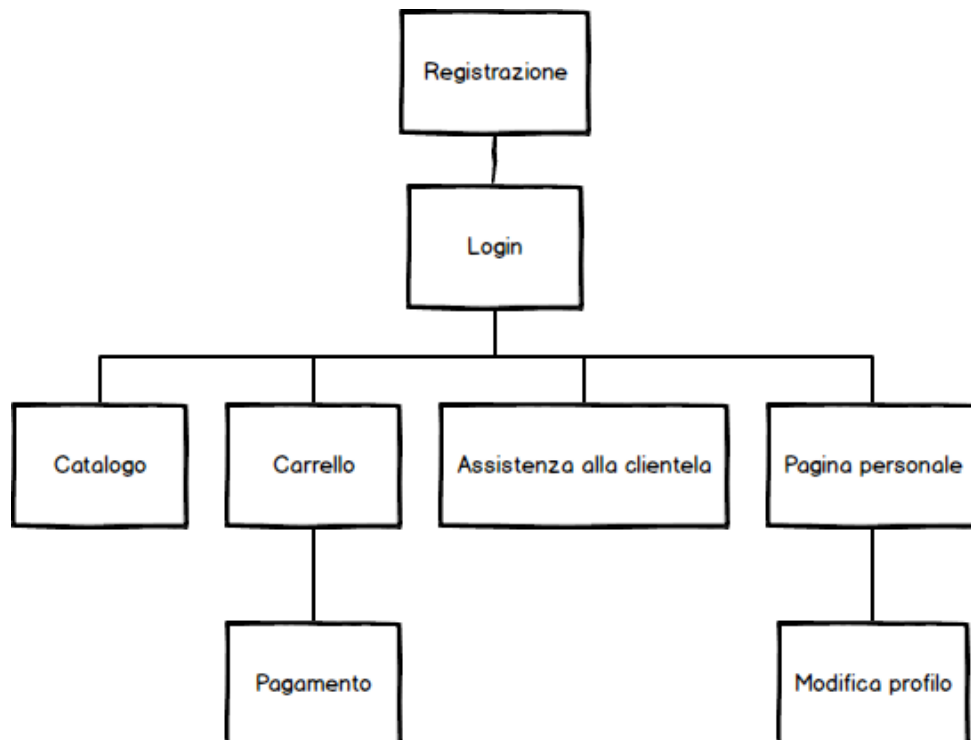 Registrazione
Login
Catalogo
Carrello
Assistenza alla clientela
Pagina personale
Pagamento
Modifica profilo